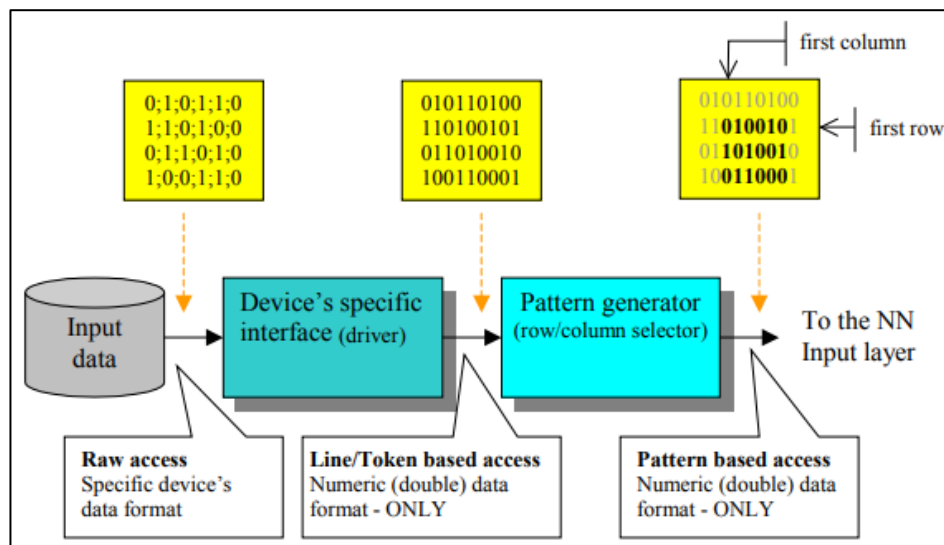 first column
0;1;0;1;1;0
1;1;0;1;0;0
0;1;1;0;1;0
1;0;0;1;1;0
010110100
110100101
011010010
100110001
010110100
110100101
011010010
100110001
first row
Input
data
Device's specific
interface (driver)
Pattern generator
(row/column selector)
To the NN
Input layer
Raw access
Specific device's
data format
Line/Token based access
Numeric (double) data
format - ONLY
Pattern based access
Numeric (double) data
format - ONLY